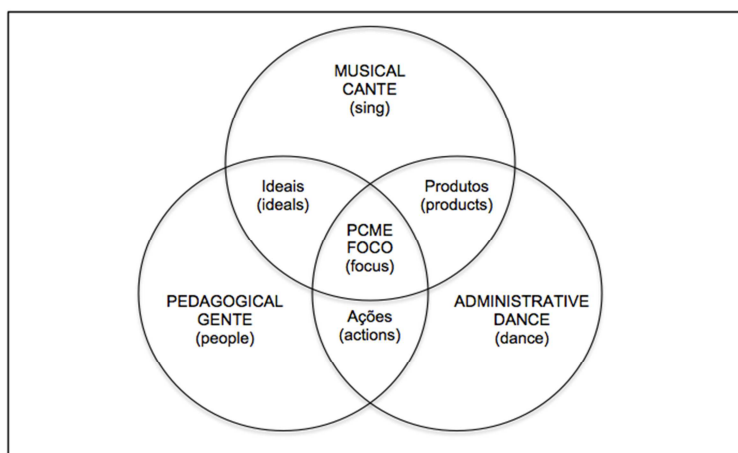 MUSICAL
CANTE
(sing)
Ideais
(ideals)
Produtos
(products)
PCME
FOCO
(focus)
PEDAGOGICAL
GENTE
(people)
Ações
(actions)
ADMINISTRATIVE
DANCE
(dance)